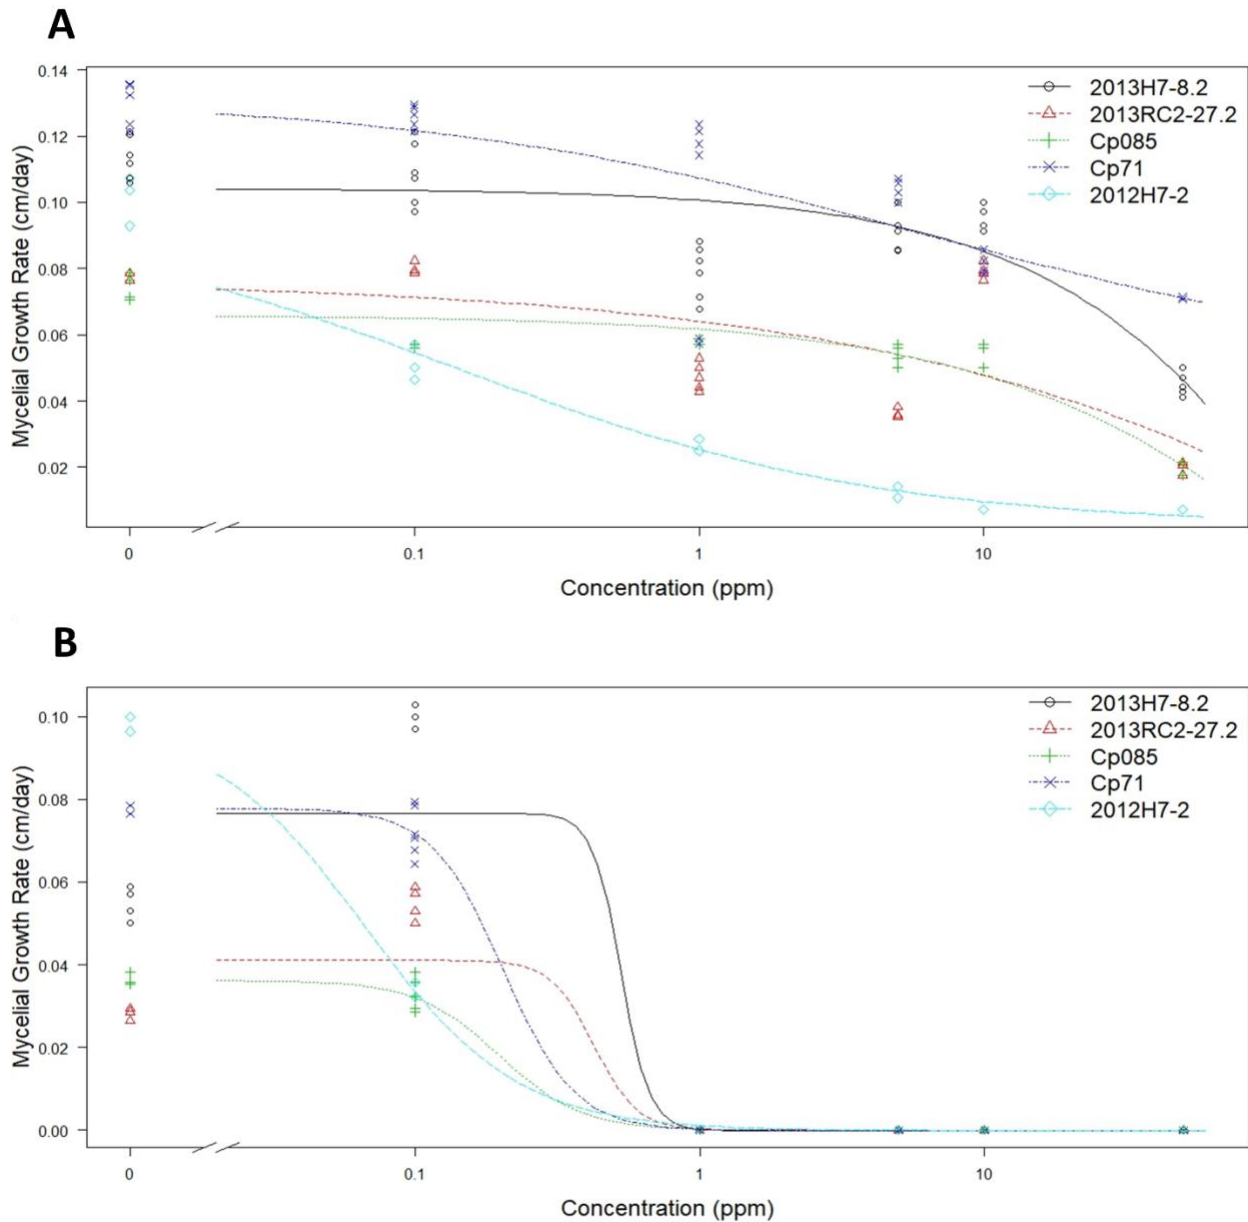 A
0.14
0.12
0.10
0.08
0.06
0.04
0.02
Mycelial Growth Rate (cm/day)
2013H7-8.2
2013RC2-27.2
Cp085
Cp71
2012H7-2
0 0.1 1 10
Concentration (ppm)
B
0.10
0.08
0.06
0.04
0.02
0.00
Mycelial Growth Rate (cm/day)
2013H7-8.2
2013RC2-27.2
Cp085
Cp71
2012H7-2
0 0.1 1 10
Concentration (ppm)